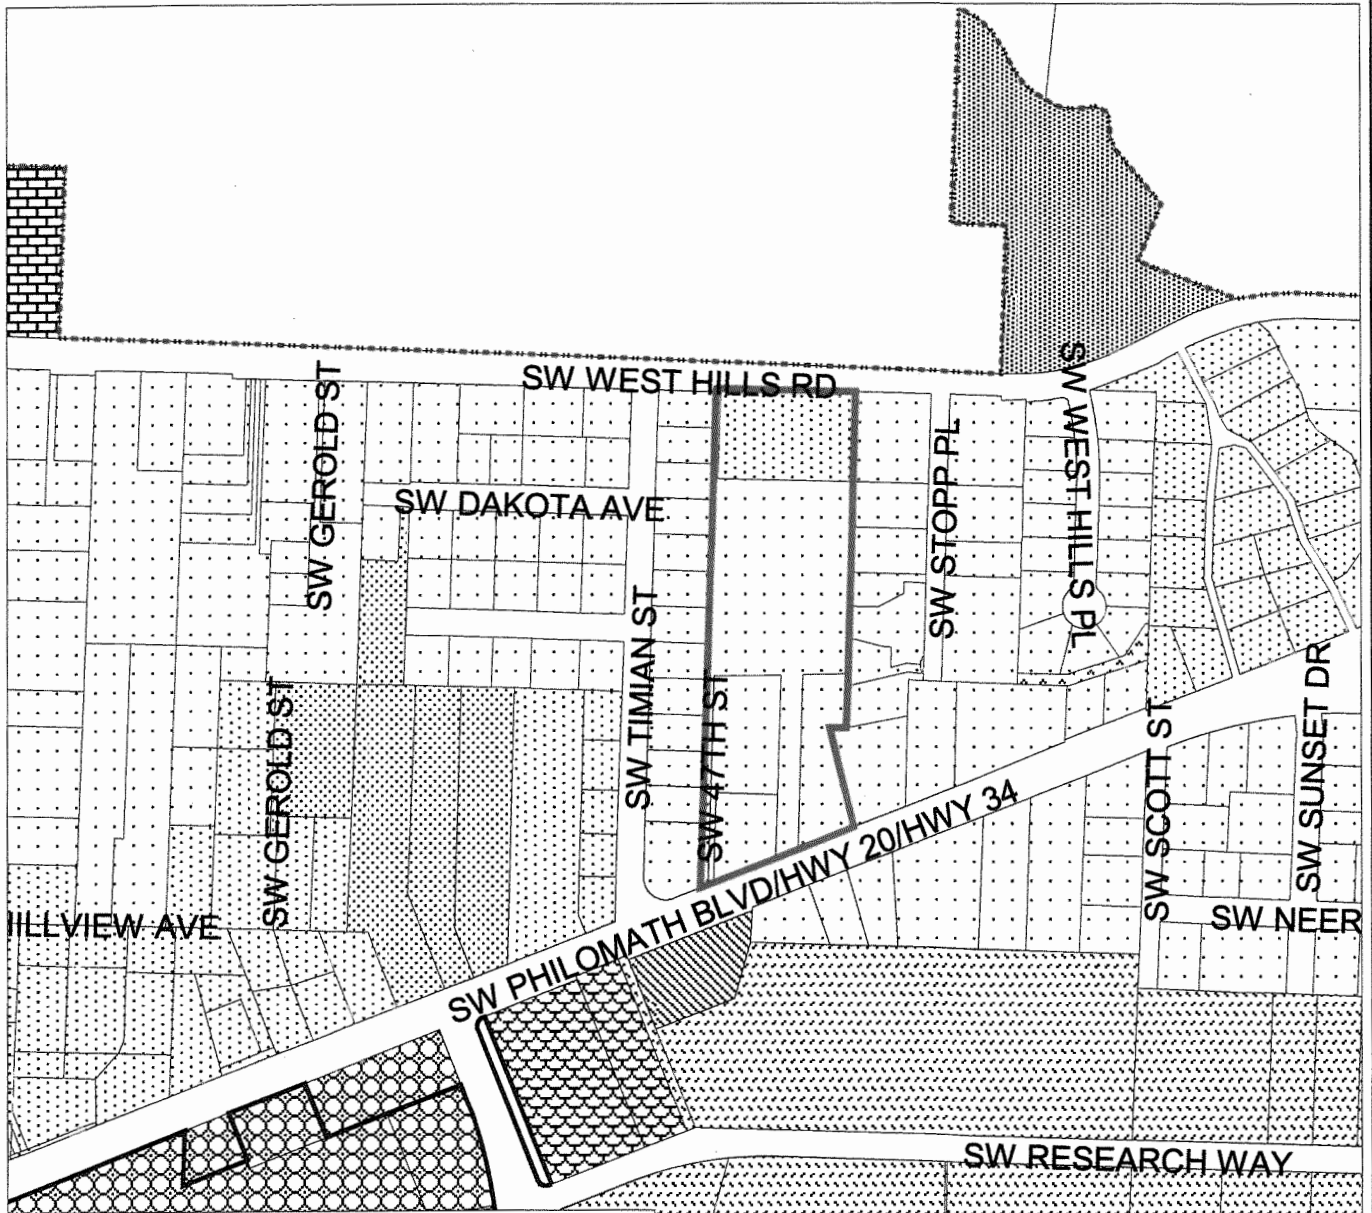 SW WEST HILLS RD
SW GEROLD ST
SW WEST HILLS PL
SW STOPP PL
SW DAKOTA AVE
SW TIMIAN ST
SW 47TH ST
SW GEROLD ST
SW SCOTT ST
SW SUNSET DR
SW PHILOMATH BLVD/HWY 20/HWY 34
IILLVIEW AVE
SW NEER
SW RESEARCH WAY